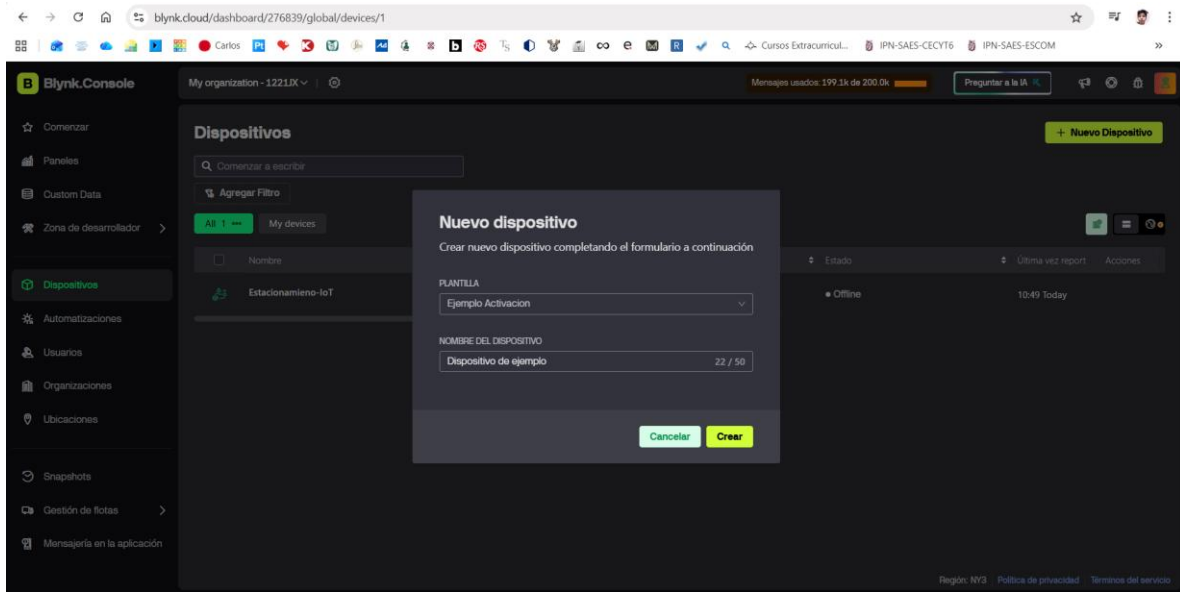 blynk.cloud/dashboard/276839/global/devices/1
Carlos
Cursos Extracurricul...
IPN-SAES-CECYT6
IPN-SAES-ESCOM
B Blynk.Console
My organization - 1221JX
Mensajes usados: 199.1k de 200.0k
Preguntar a la IA
Comenzar
Paneles
Custom Data
Zona de desarrollador
Dispositivos
Automatizaciones
Usuarios
Organizaciones
Ubicaciones
Snapshots
Gestión de flotas
Mensajería en la aplicación
Dispositivos
+ Nuevo Dispositivo
Comenzar a escribir
Agregar Filtro
All 1 ...
My devices
Nombre
Estado
Última vez report
Acciones
Estacionamieno-IoT
Offline
10:49 Today
Nuevo dispositivo
Crear nuevo dispositivo completando el formulario a continuación
PLANTILLA
Ejemplo Activacion
NOMBRE DEL DISPOSITIVO
Dispositivo de ejemplo
22 / 50
Cancelar
Crear
Región: NY3
Política de privacidad
Términos del servicio